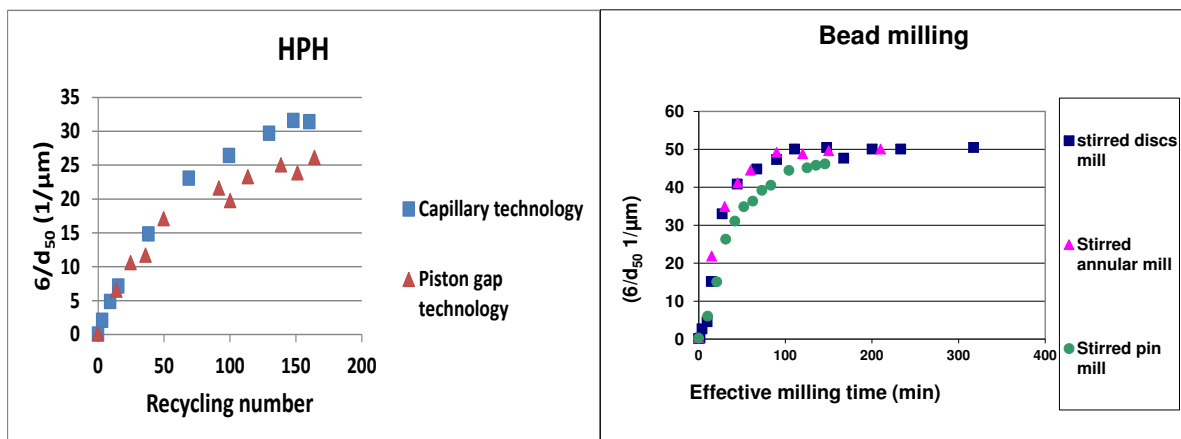 HPH
6/d₅₀ (1/µm)
35
30
25
20
15
10
5
0
0 50 100 150 200
Recycling number
Capillary technology
Piston gap
technology
Bead milling
(6/d₅₀ 1/µm)
60
50
40
30
20
10
0
0 100 200 300 400
Effective milling time (min)
stirred discs
mill
Stirred
annular mill
Stirred pin
mill